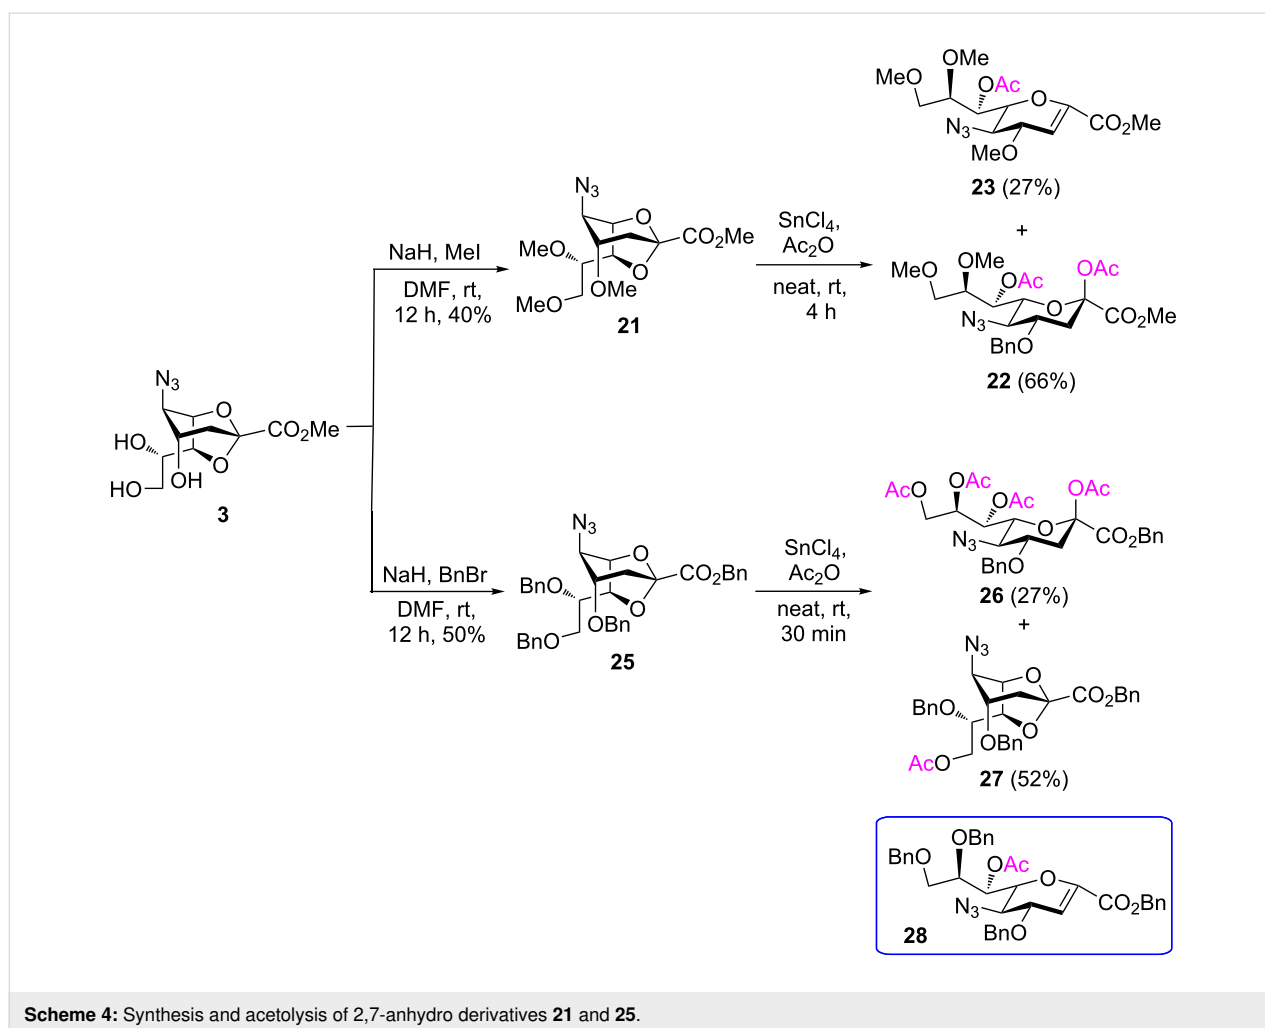 MeO
OMe
OAc
O
N₃
MeO
CO₂Me
23 (27%)
+
N₃
O
CO₂Me
MeO
O
MeO
OMe
21
NaH, MeI
DMF, rt,
12 h, 40%
SnCl₄,
Ac₂O
neat, rt,
4 h
MeO
OMe
OAc
OAc
O
N₃
BnO
CO₂Me
22 (66%)
N₃
O
CO₂Me
HO
O
HO
OH
3
NaH, BnBr
DMF, rt,
12 h, 50%
N₃
O
CO₂Bn
BnO
O
BnO
OBn
25
SnCl₄,
Ac₂O
neat, rt,
30 min
AcO
OAc
OAc
OAc
O
N₃
BnO
CO₂Bn
26 (27%)
+
N₃
O
CO₂Bn
BnO
O
OBn
AcO
27 (52%)
OBn
BnO
OAc
O
N₃
CO₂Bn
BnO
28
Scheme 4: Synthesis and acetolysis of 2,7-anhydro derivatives 21 and 25.